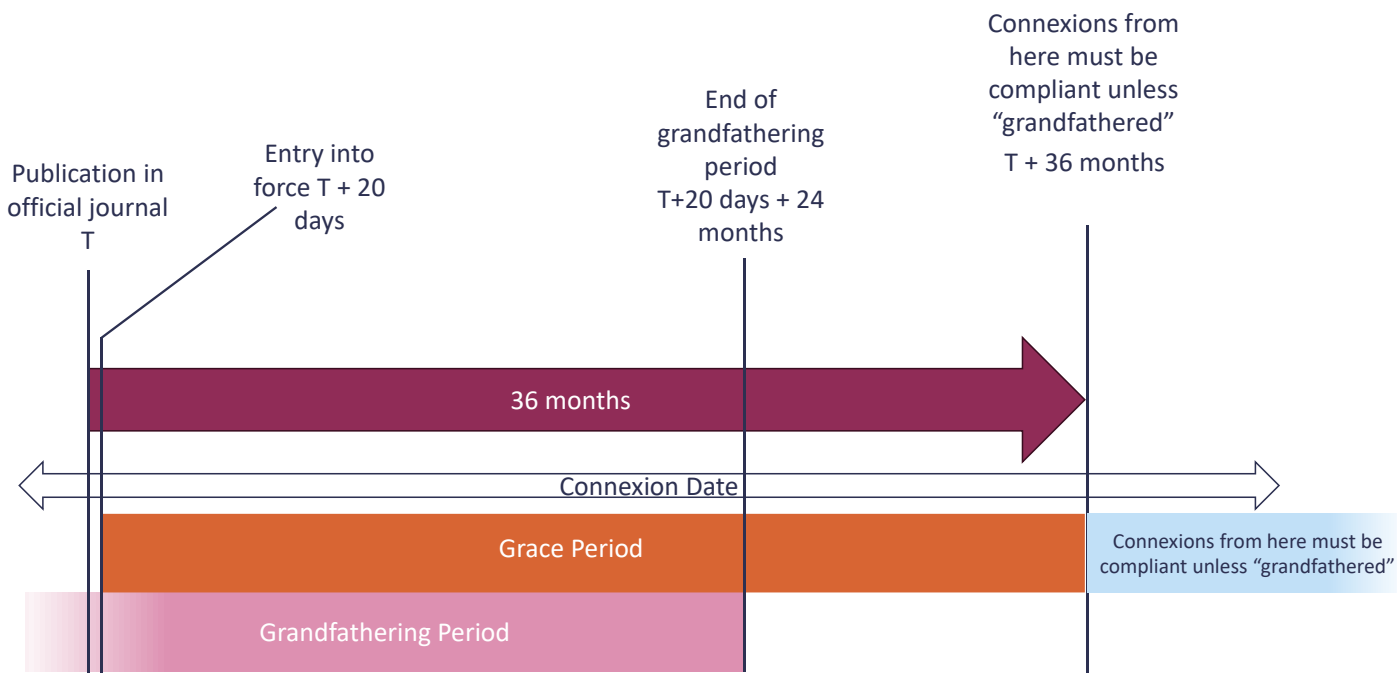 Publication in
official journal
T
Entry into
force T + 20
days
End of
grandfathering
period
T+20 days + 24
months
Connexions from
here must be
compliant unless
“grandfathered”
T + 36 months
36 months
Connexion Date
Grace Period
Connexions from here must be
compliant unless “grandfathered”
Grandfathering Period